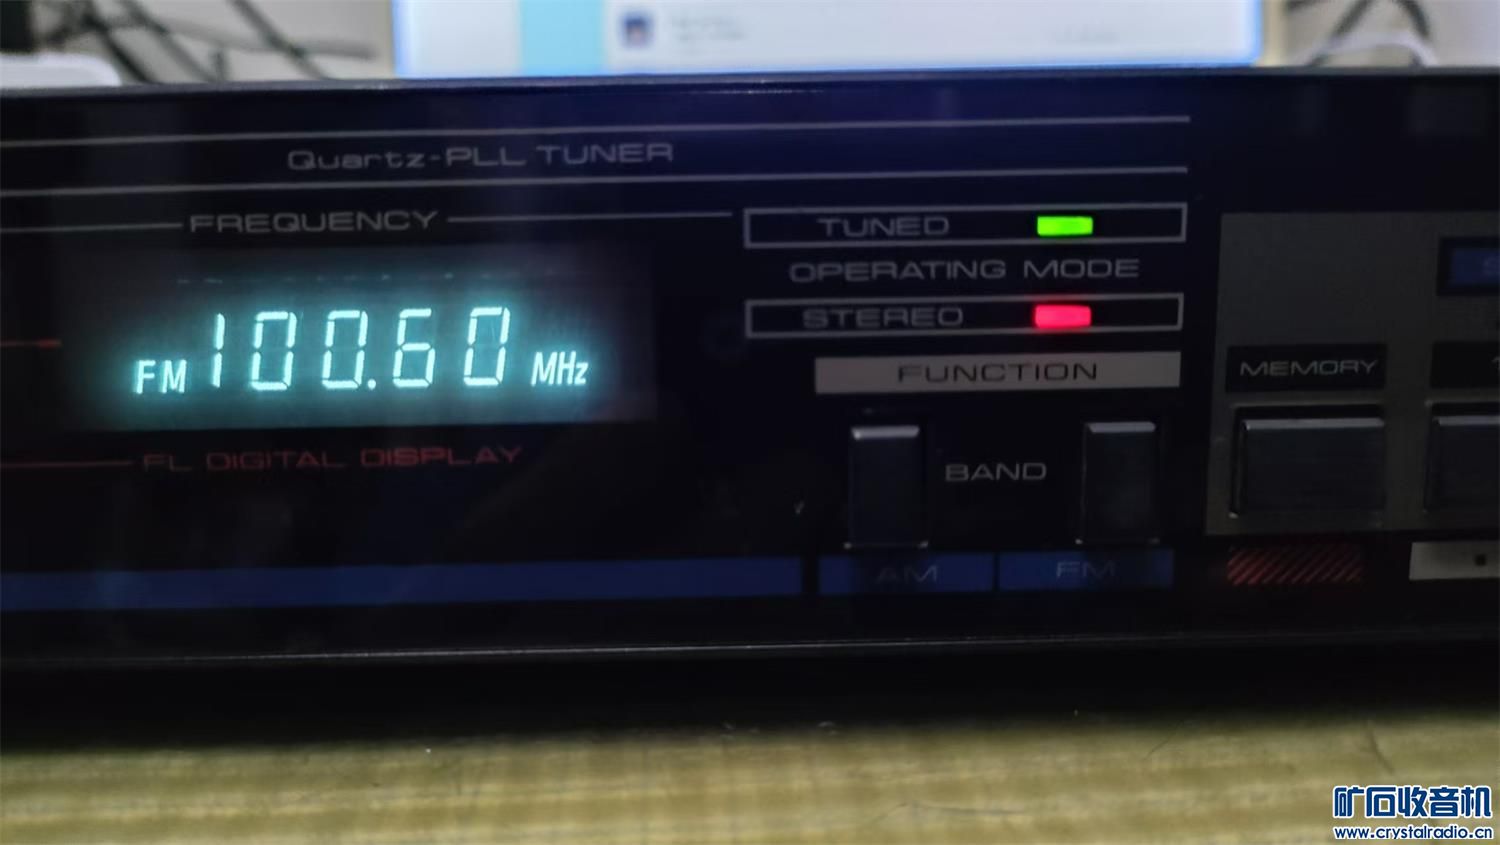 Quartz-PLL TUNER
FREQUENCY
TUNED
OPERATING MODE
STEREO
FM 100.60 MHz
FUNCTION
MEMORY
BAND
FL DIGITAL DISPLAY
AM
FM
矿石收音机
www.crystalradio.cn